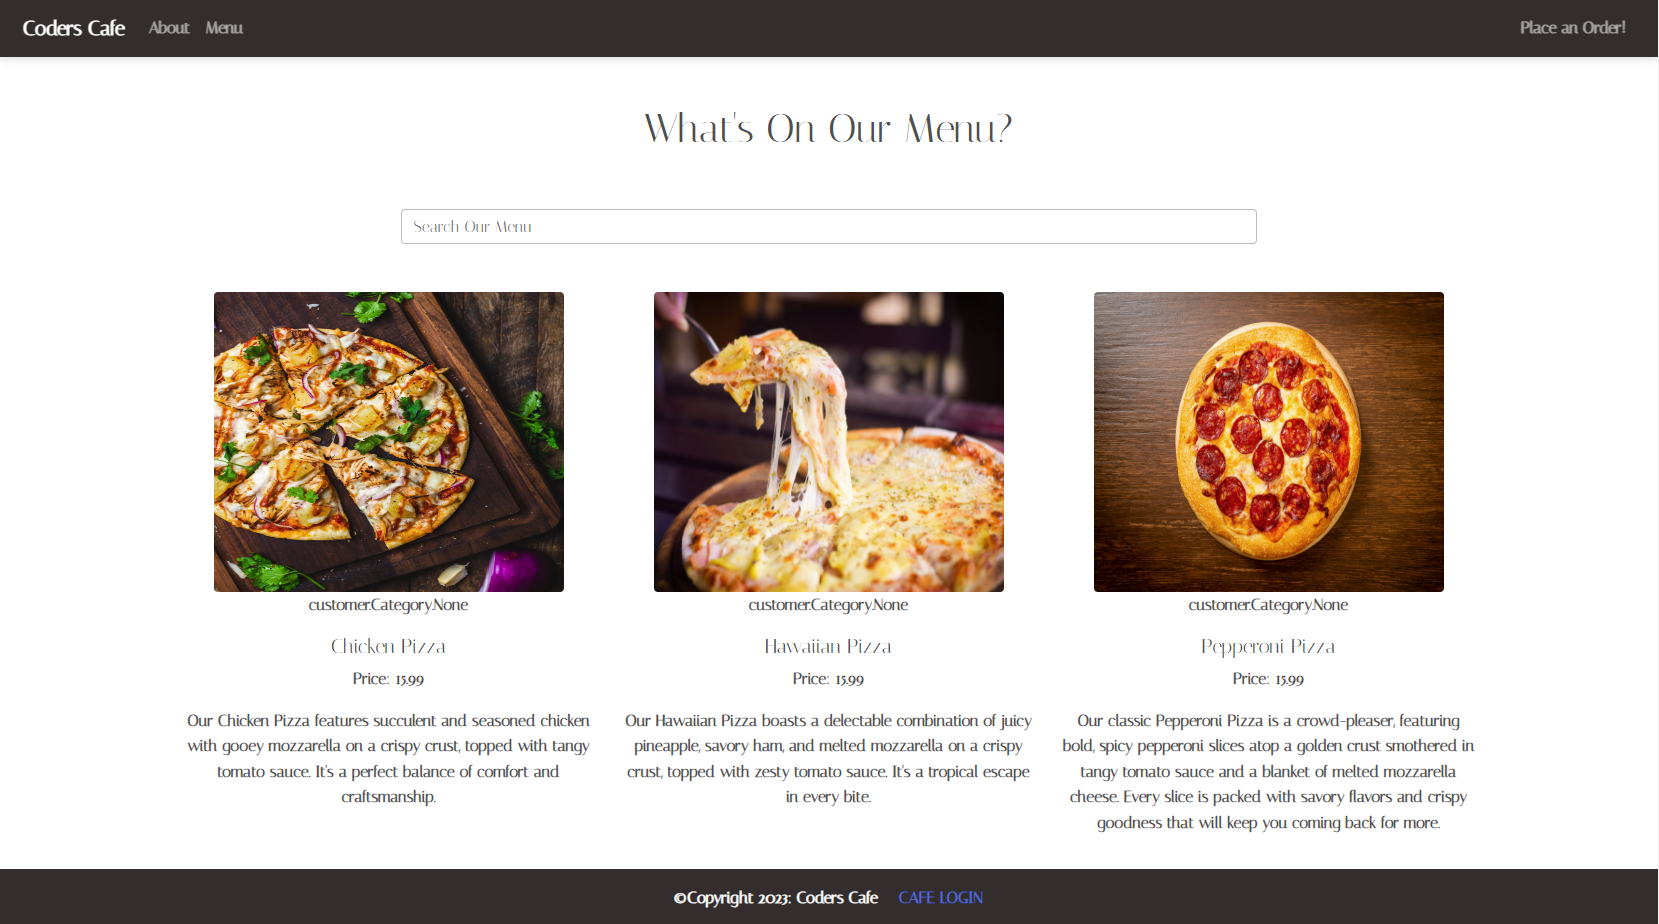 Coders Cafe About Menu Place an Order!
What's On Our Menu?
Search Our Menu
customer.Category.None
Chicken Pizza
Price: 15.99
Our Chicken Pizza features succulent and seasoned chicken
with gooey mozzarella on a crispy crust, topped with tangy
tomato sauce. It's a perfect balance of comfort and
craftsmanship.
customer.Category.None
Hawaiian Pizza
Price: 15.99
Our Hawaiian Pizza boasts a delectable combination of juicy
pineapple, savory ham, and melted mozzarella on a crispy
crust, topped with zesty tomato sauce. It's a tropical escape
in every bite.
customer.Category.None
Pepperoni Pizza
Price: 15.99
Our classic Pepperoni Pizza is a crowd-pleaser, featuring
bold, spicy pepperoni slices atop a golden crust smothered in
tangy tomato sauce and a blanket of melted mozzarella
cheese. Every slice is packed with savory flavors and crispy
goodness that will keep you coming back for more.
©Copyright 2023: Coders Cafe CAFE LOGIN